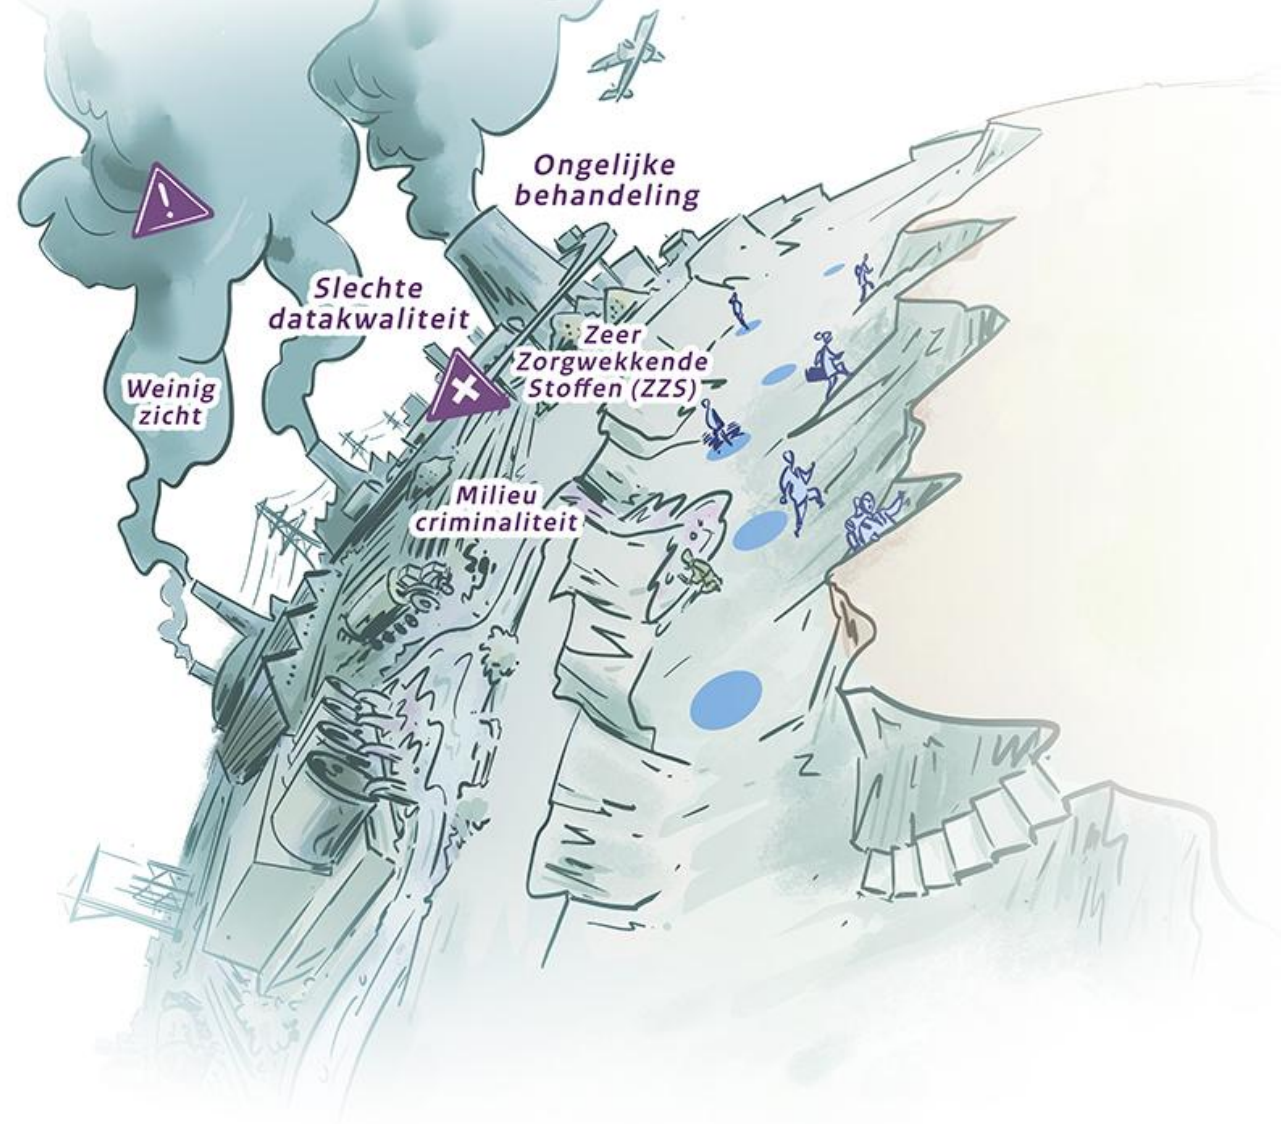 Ongelijke
behandeling
Slechte
datakwaliteit
Zeer
Zorgwekkende
Stoffen (ZZS)
Weinig
zicht
Milieu
criminaliteit